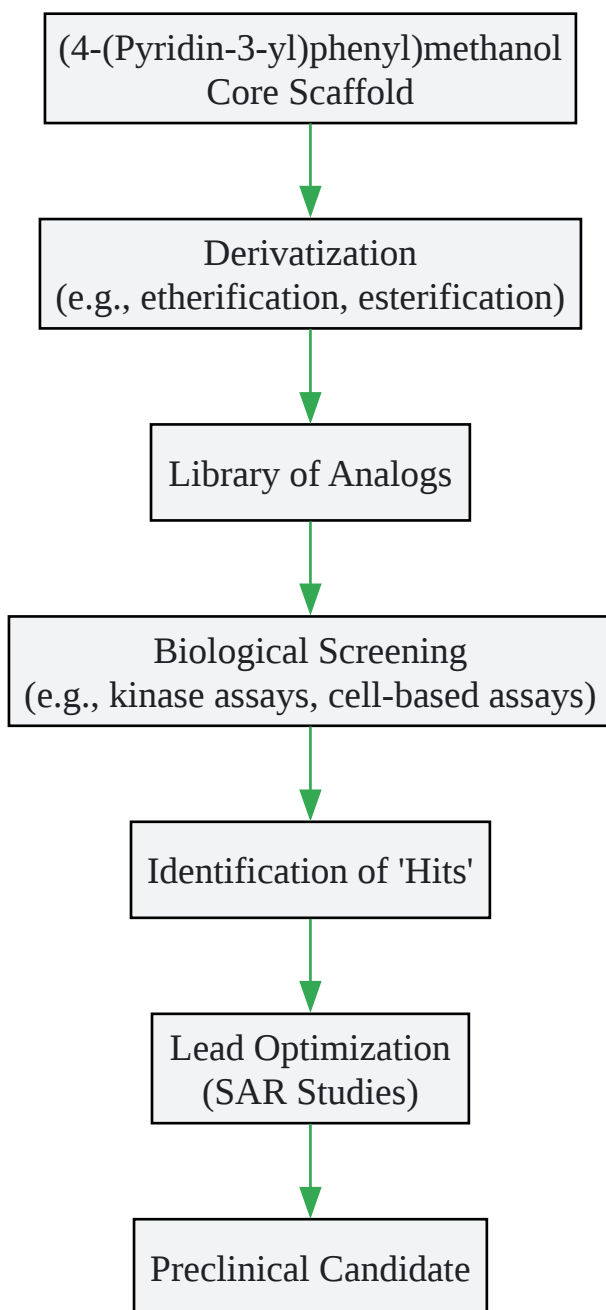 (4-(Pyridin-3-yl)phenyl)methanol
Core Scaffold
Derivatization
(e.g., etherification, esterification)
Library of Analogs
Biological Screening
(e.g., kinase assays, cell-based assays)
Identification of 'Hits'
Lead Optimization
(SAR Studies)
Preclinical Candidate